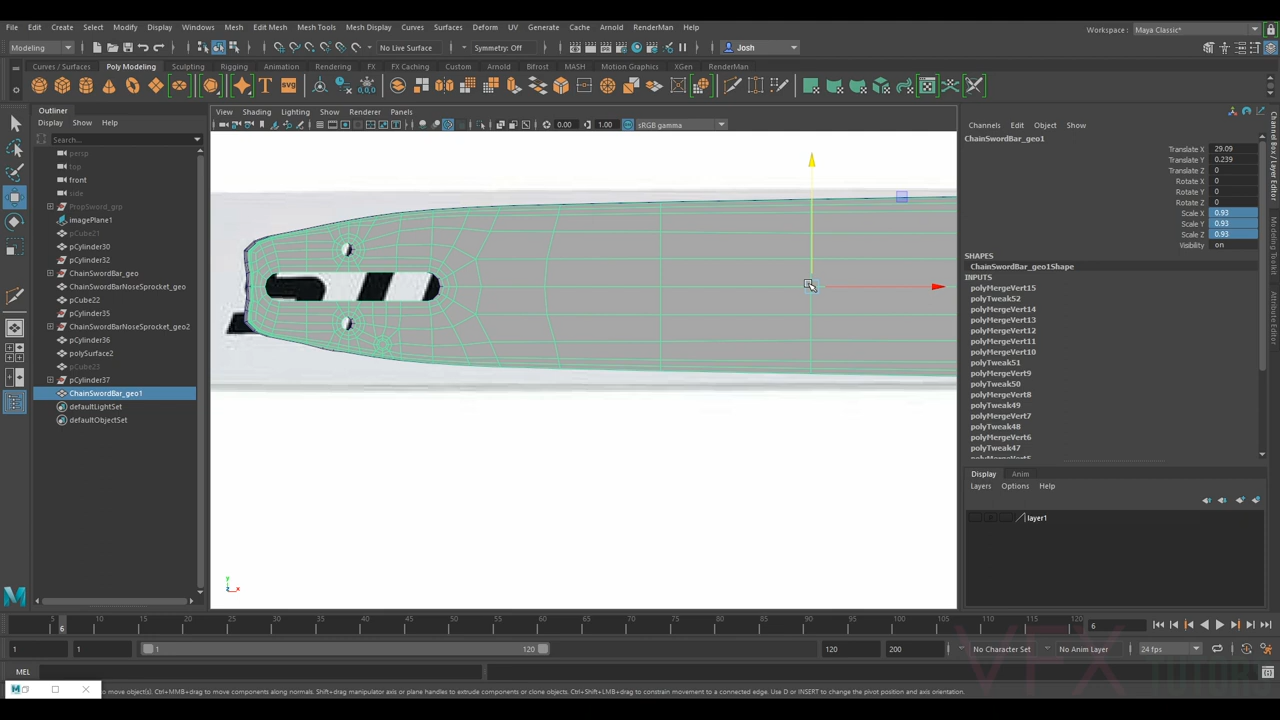 File Edit Create Select Modify Display Windows Mesh Edit Mesh Mesh Tools Mesh Display Curves Surfaces Deform UV Generate Cache Arnold RenderMan Help
Workspace : Maya Classic*
Modeling No Live Surface Symmetry: Off Josh
Curves / Surfaces Poly Modeling Sculpting Rigging Animation Rendering FX FX Caching Custom Arnold Bifrost MASH Motion Graphics XGen RenderMan
Outliner
Display Show Help
Search...
persp
top
front
side
PropSword_grp
imagePlane1
pCube21
pCylinder30
pCylinder32
ChainSwordBar_geo
ChainSwordBarNoseSprocket_geo
pCube22
pCylinder35
ChainSwordBarNoseSprocket_geo2
pCylinder36
polySurface2
pCube23
pCylinder37
ChainSwordBar_geo1
defaultLightSet
defaultObjectSet
View Shading Lighting Show Renderer Panels
0.00 1.00 sRGB gamma
y
z x
Channels Edit Object Show
ChainSwordBar_geo1
Translate X 29.09
Translate Y 0.239
Translate Z 0
Rotate X 0
Rotate Y 0
Rotate Z 0
Scale X 0.93
Scale Y 0.93
Scale Z 0.93
Visibility on
SHAPES
ChainSwordBar_geo1Shape
INPUTS
polyMergeVert15
polyTweak52
polyMergeVert14
polyMergeVert13
polyMergeVert12
polyMergeVert11
polyMergeVert10
polyTweak51
polyMergeVert9
polyTweak50
polyMergeVert8
polyTweak49
polyMergeVert7
polyTweak48
polyMergeVert6
polyTweak47
polyMergeVert5
Display Anim
Layers Options Help
layer1
Channel Box / Layer Editor
Modeling Toolkit
Attribute Editor
5 6 10 15 20 25 30 35 40 45 50 55 60 65 70 75 80 85 90 95 100 105 110 115 120 6
1 1 1 120 120 200 No Character Set No Anim Layer 24 fps
MEL
move object(s). Ctrl+MMB+drag to move components along normals. Shift+drag manipulator axis or plane handles to extrude components or clone objects. Ctrl+Shift+LMB+drag to constrain movement to a connected edge. Use D or INSERT to change the pivot position and axis orientation.
VFX